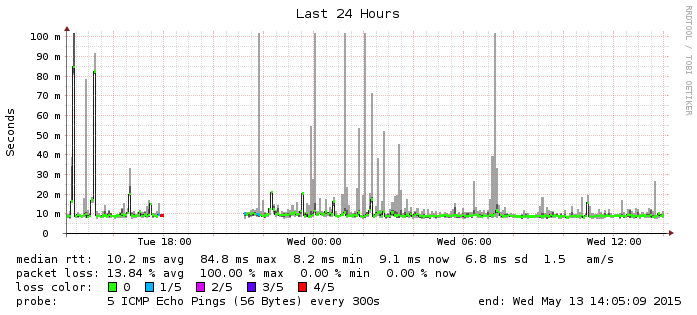 Last 24 Hours
RRDTOOL / TOBI OETIKER
Seconds
100 m
90 m
80 m
70 m
60 m
50 m
40 m
30 m
20 m
10 m
0
Tue 18:00 Wed 00:00 Wed 06:00 Wed 12:00
median rtt: 10.2 ms avg 84.8 ms max 8.2 ms min 9.1 ms now 6.8 ms sd 1.5 am/s
packet loss: 13.84 % avg 100.00 % max 0.00 % min 0.00 % now
loss color: 0 1/5 2/5 3/5 4/5
probe: 5 ICMP Echo Pings (56 Bytes) every 300s end: Wed May 13 14:05:09 2015